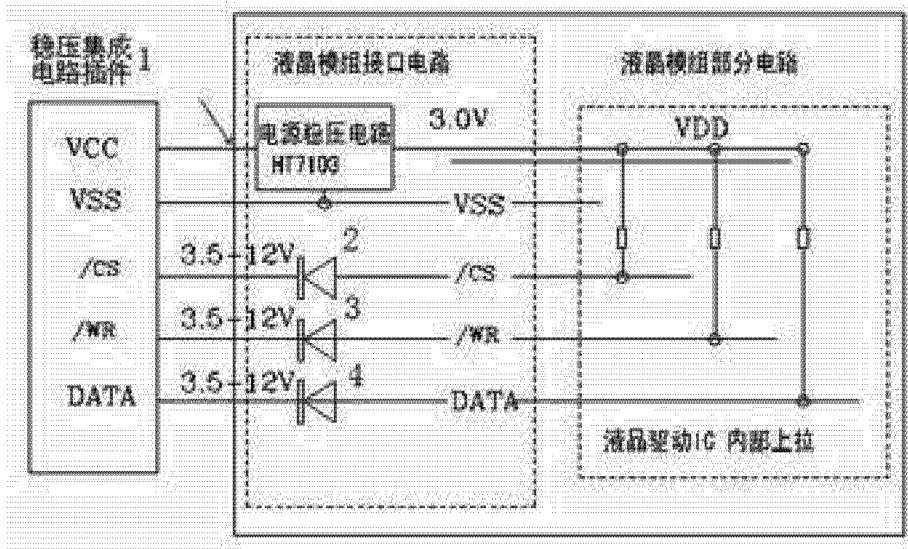 稳压集成
电路插件 1
液晶模组接口电路
液晶模组部分电路
电源稳压电路
HT7103
3.0V
VDD
VCC
VSS
VSS
/CS
3.5-12V
2
/CS
/WR
3.5-12V
3
/WR
DATA
3.5-12V
4
DATA
液晶驱动IC 内部上拉